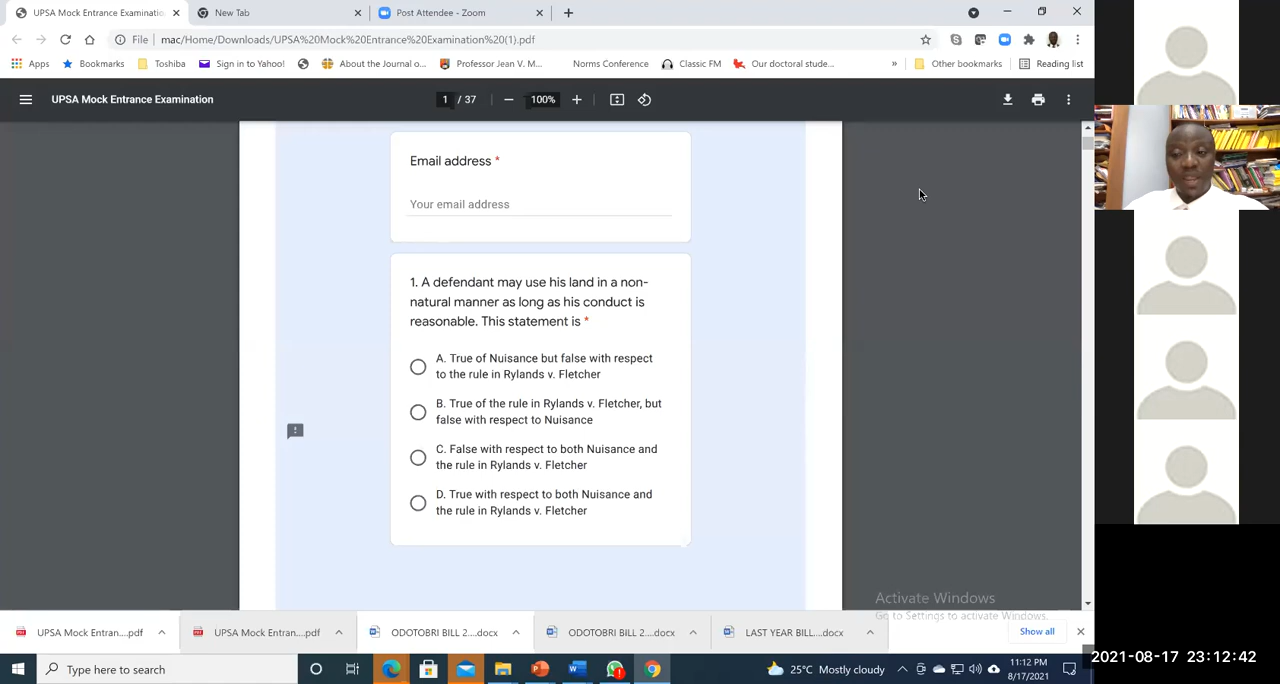 UPSA Mock Entrance Examination
New Tab
Post Attendee - Zoom
File | mac/Home/Downloads/UPSA%20Mock%20Entrance%20Examination%20(1).pdf
Apps
Bookmarks
Toshiba
Sign in to Yahoo!
About the Journal o...
Professor Jean V. M...
Norms Conference
Classic FM
Our doctoral stude...
»
Other bookmarks
Reading list
UPSA Mock Entrance Examination
1 / 37
100%
Email address *
Your email address
1. A defendant may use his land in a non-
natural manner as long as his conduct is
reasonable. This statement is *
A. True of Nuisance but false with respect
to the rule in Rylands v. Fletcher
B. True of the rule in Rylands v. Fletcher, but
false with respect to Nuisance
C. False with respect to both Nuisance and
the rule in Rylands v. Fletcher
D. True with respect to both Nuisance and
the rule in Rylands v. Fletcher
Activate Windows
Go to Settings to activate Windows.
UPSA Mock Entran....pdf
UPSA Mock Entran....pdf
ODOTOBRI BILL 2....docx
ODOTOBRI BILL 2....docx
LAST YEAR BILL....docx
Show all
Type here to search
25°C Mostly cloudy
11:12 PM
8/17/2021
2021-08-17 23:12:42